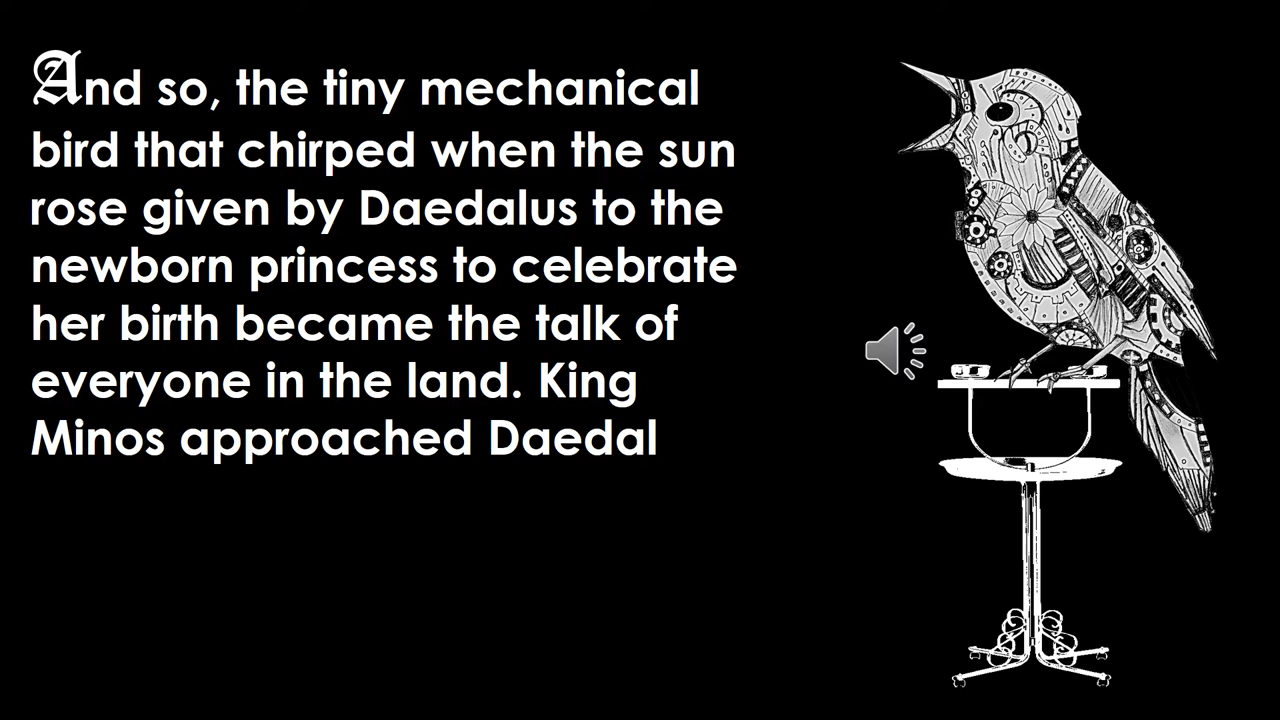 And so, the tiny mechanical
bird that chirped when the sun
rose given by Daedalus to the
newborn princess to celebrate
her birth became the talk of
everyone in the land. King
Minos approached Daedal